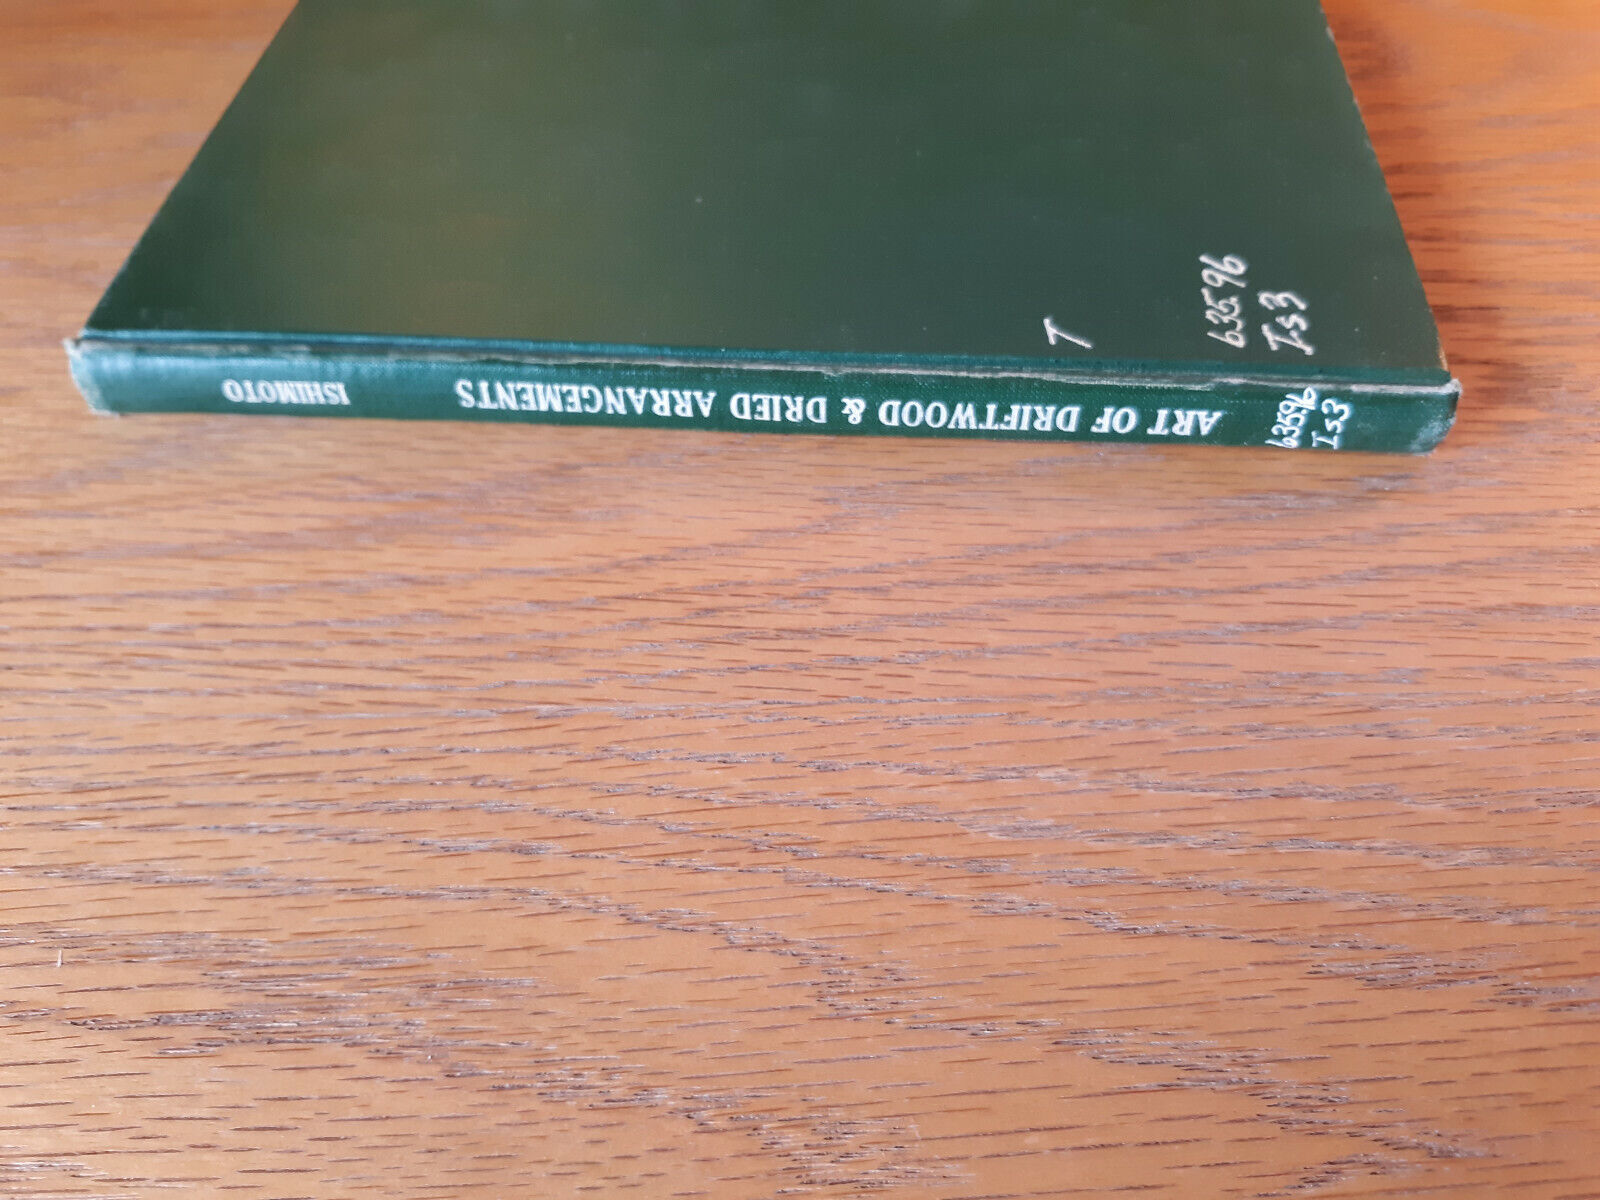 T
635.96
Is3
635.96
Is3
ART OF DRIFTWOOD & DRIED ARRANGEMENTS
ISHIMOTO